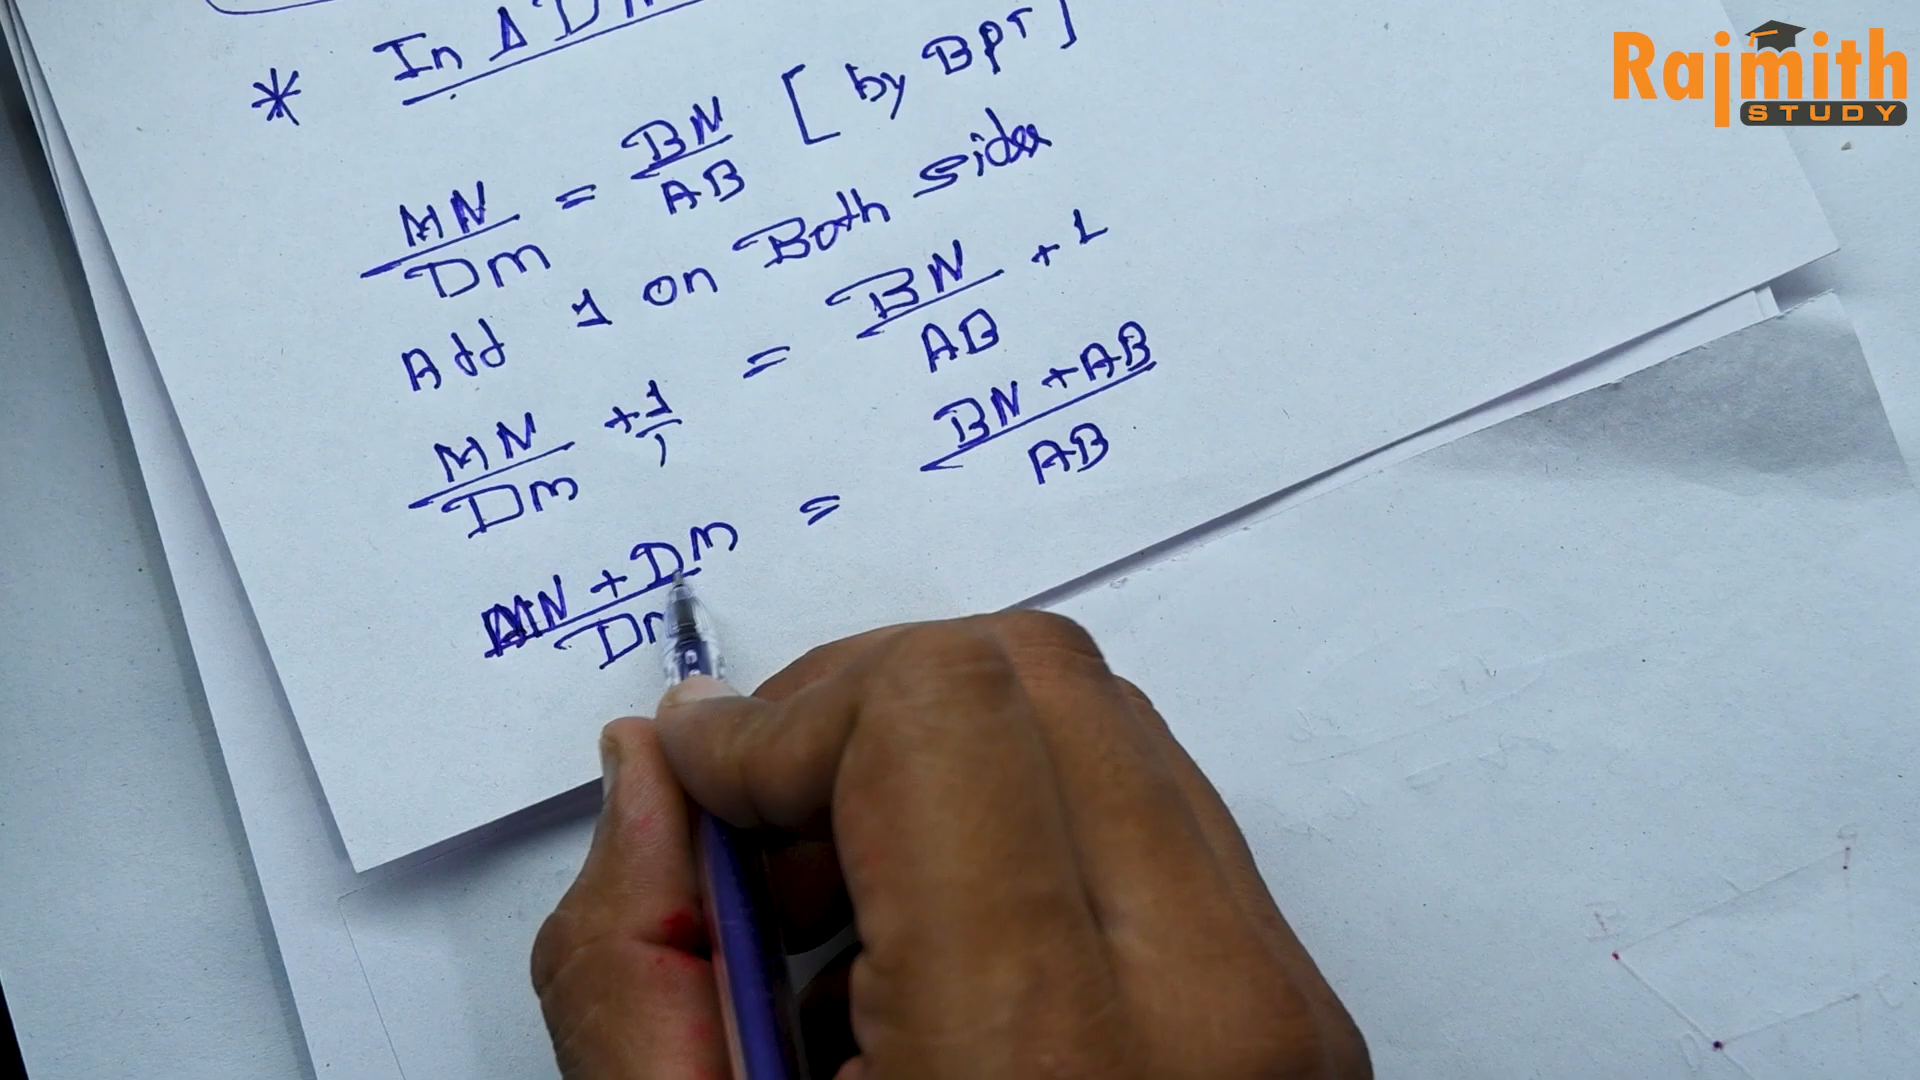 Rajmith
STUDY
* In Δ
MN/DM = BN/AB [by BPT]
Add 1 on Both side
MN/DM + 1/1 = BN/AB + 1
MN + DM/DM = BN + AB/AB